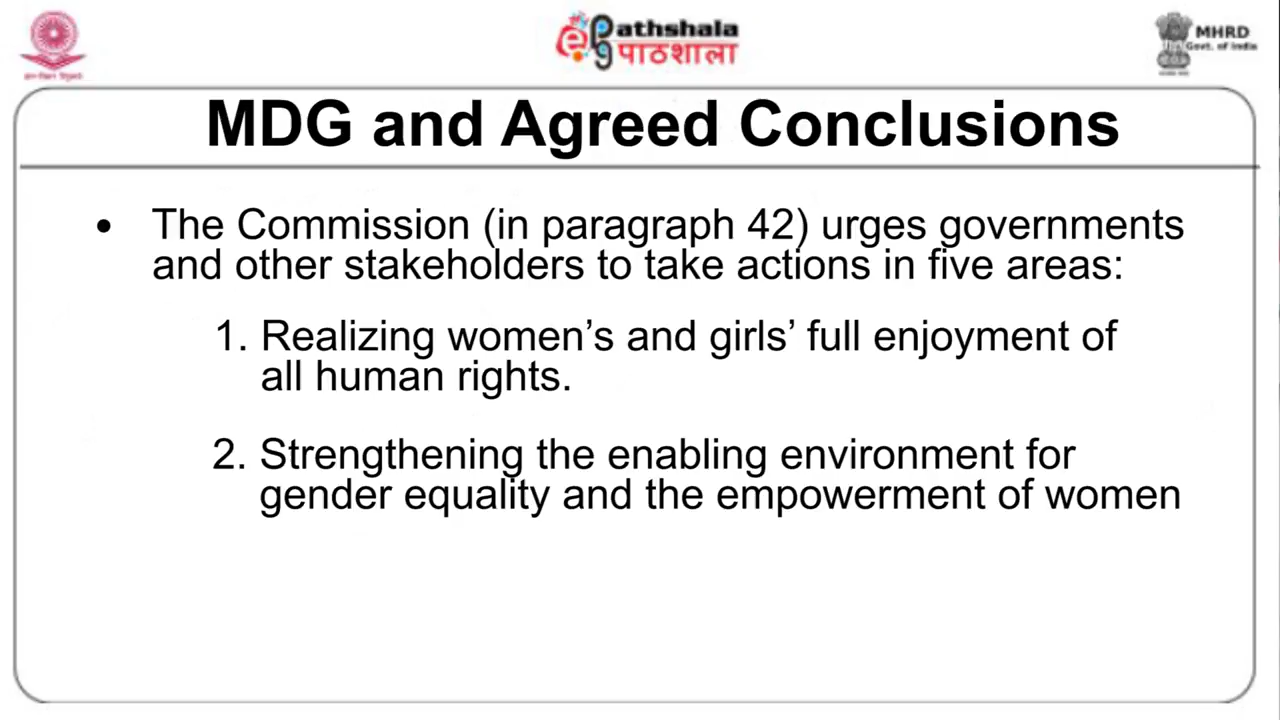 Pathshala
पाठशाला
MHRD
Govt. of India
MDG and Agreed Conclusions
• The Commission (in paragraph 42) urges governments
and other stakeholders to take actions in five areas:
1. Realizing women’s and girls’ full enjoyment of
all human rights.
2. Strengthening the enabling environment for
gender equality and the empowerment of women